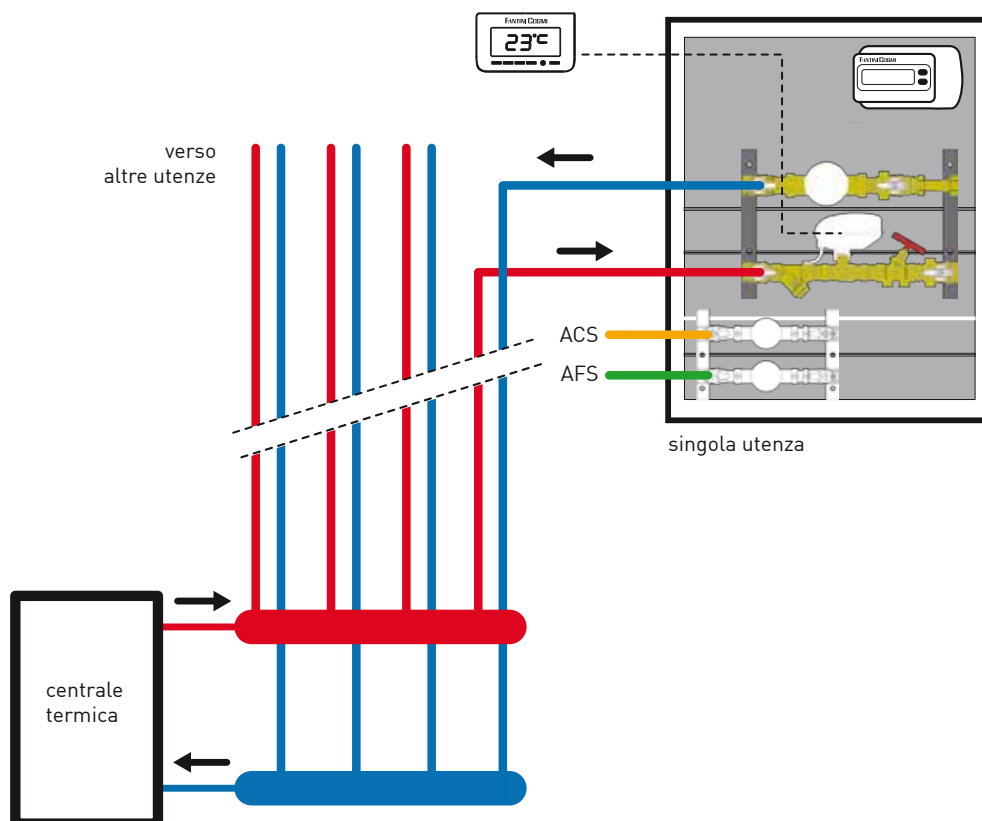 FANTINI COSMI
23°C
FANTINI COSMI
verso
altre utenze
ACS
AFS
singola utenza
centrale
termica